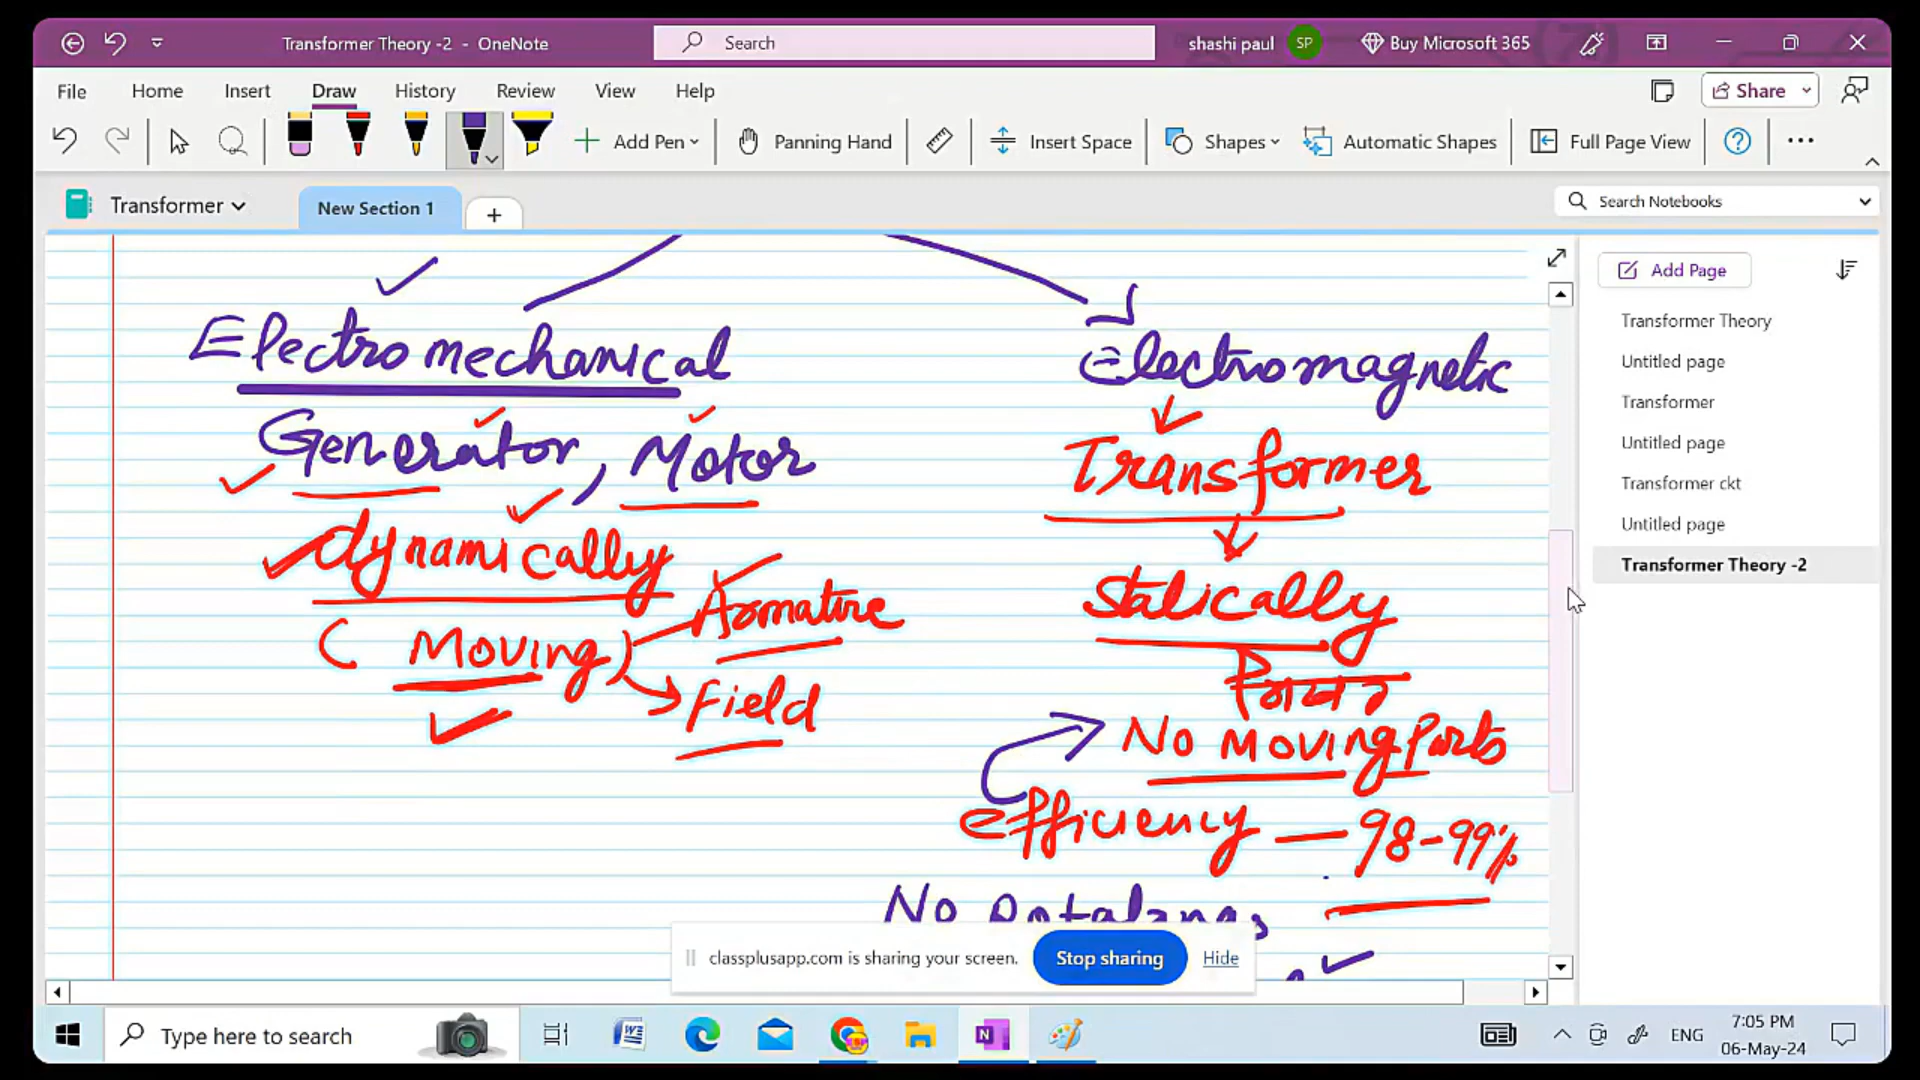 Transformer Theory -2 - OneNote
Search
shashi paul
SP
Buy Microsoft 365
File
Home
Insert
Draw
History
Review
View
Help
Share
Add Pen
Panning Hand
Insert Space
Shapes
Automatic Shapes
Full Page View
Transformer
New Section 1
Search Notebooks
Add Page
Transformer Theory
Untitled page
Transformer
Untitled page
Transformer ckt
Untitled page
Transformer Theory -2
Electromechanical
Generator, Motor
dynamically
(Moving)
Armature
Field
Electromagnetic
Transformer
Statically
No Moving Parts
efficiency — 98-99%
No
classplusapp.com is sharing your screen.
Stop sharing
Hide
Type here to search
ENG
7:05 PM
06-May-24